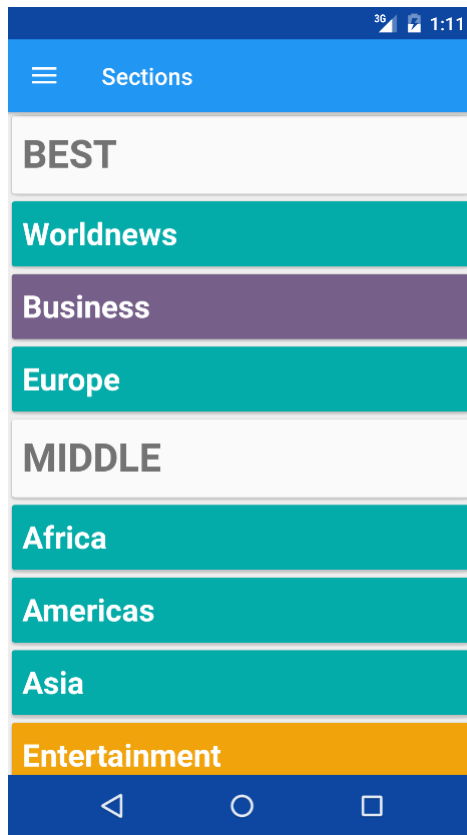 3G 1:11
Sections
BEST
Worldnews
Business
Europe
MIDDLE
Africa
Americas
Asia
Entertainment